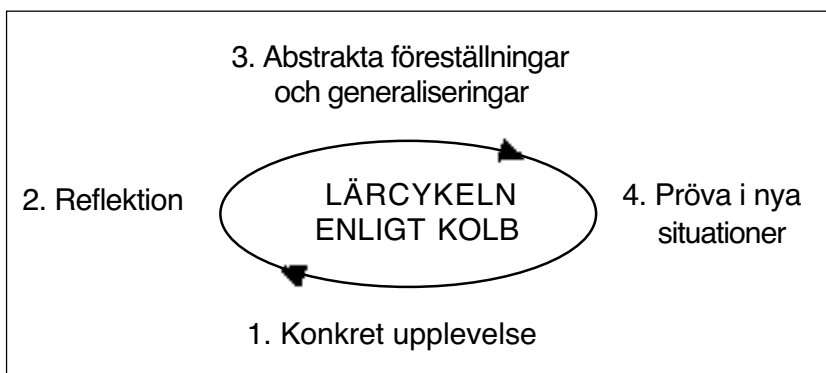 3. Abstrakta föreställningar
och generaliseringar
2. Reflektion
LÄRCYKELN
ENLIGT KOLB
4. Pröva i nya
situationer
1. Konkret upplevelse